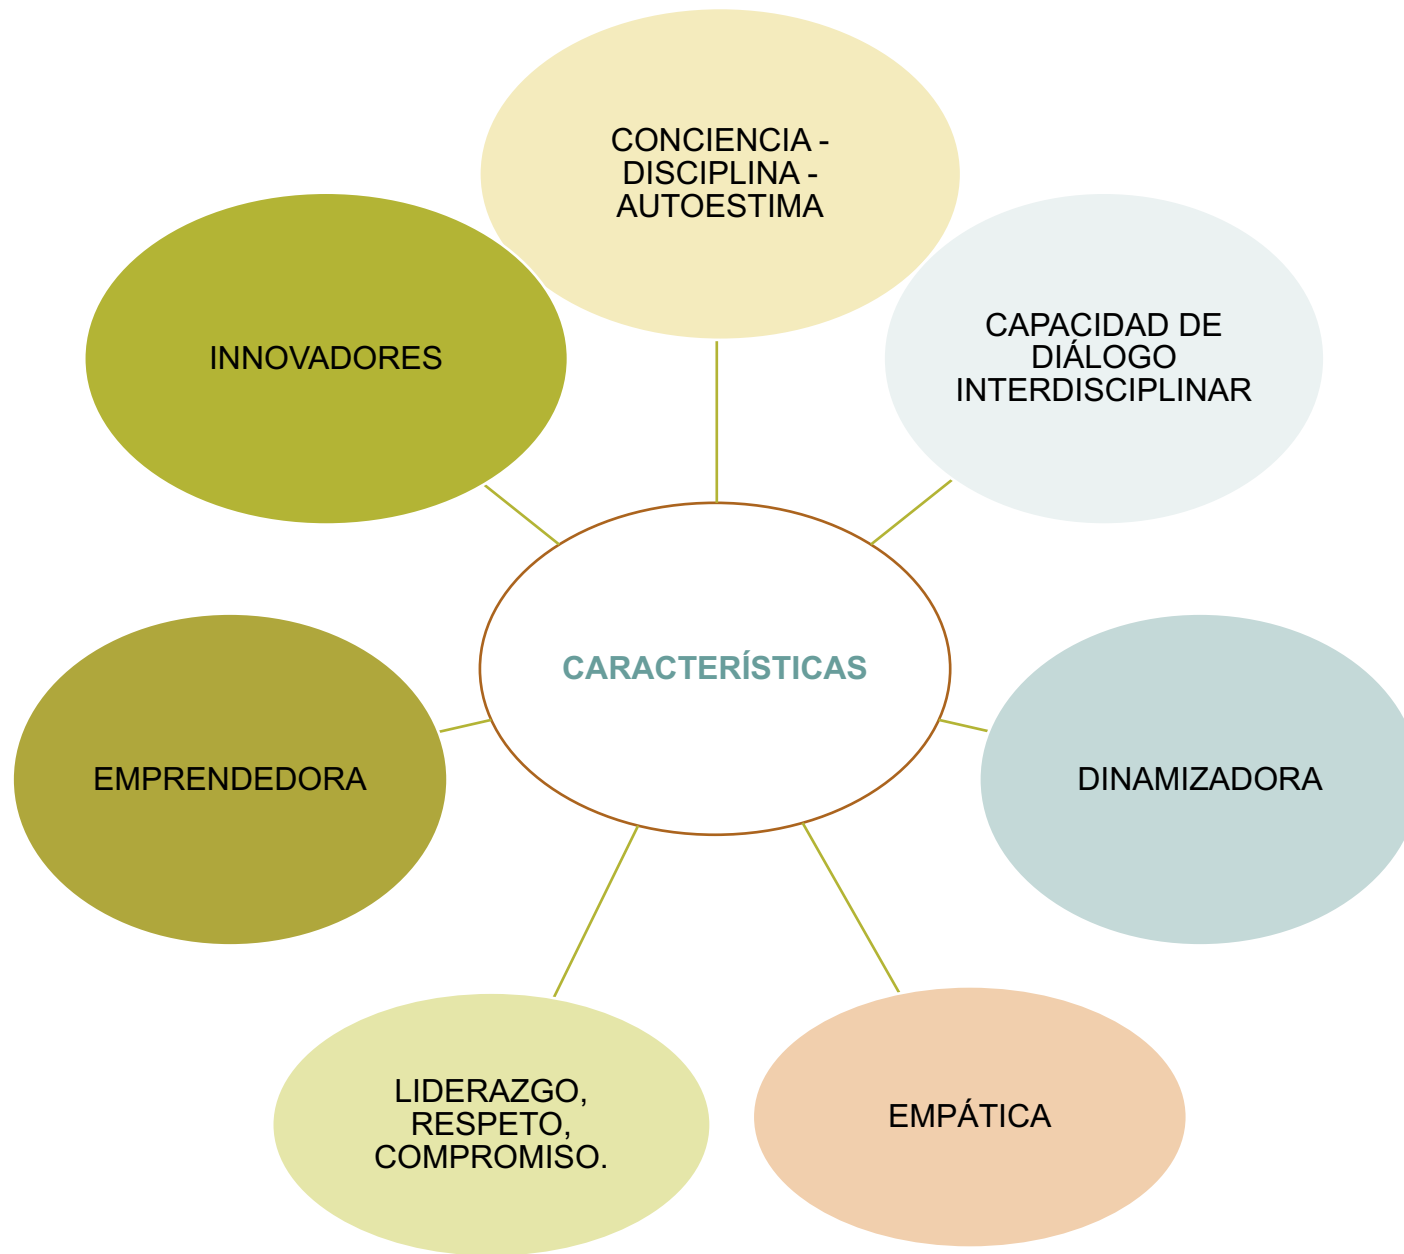 CONCIENCIA -
DISCIPLINA -
AUTOESTIMA
INNOVADORES
CAPACIDAD DE
DIÁLOGO
INTERDISCIPLINAR
CARACTERÍSTICAS
EMPRENDEDORA
DINAMIZADORA
LIDERAZGO,
RESPETO,
COMPROMISO.
EMPÁTICA